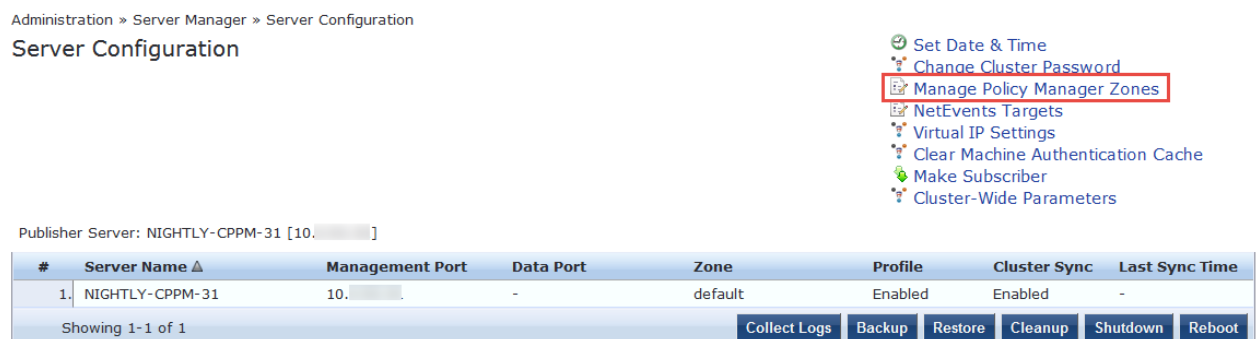 Administration » Server Manager » Server Configuration
Server Configuration
Set Date & Time
Change Cluster Password
Manage Policy Manager Zones
NetEvents Targets
Virtual IP Settings
Clear Machine Authentication Cache
Make Subscriber
Cluster-Wide Parameters
Publisher Server: NIGHTLY-CPPM-31 [10. ]
# Server Name Management Port Data Port Zone Profile Cluster Sync Last Sync Time
1. NIGHTLY-CPPM-31 10. - default Enabled Enabled -
Showing 1-1 of 1 Collect Logs Backup Restore Cleanup Shutdown Reboot